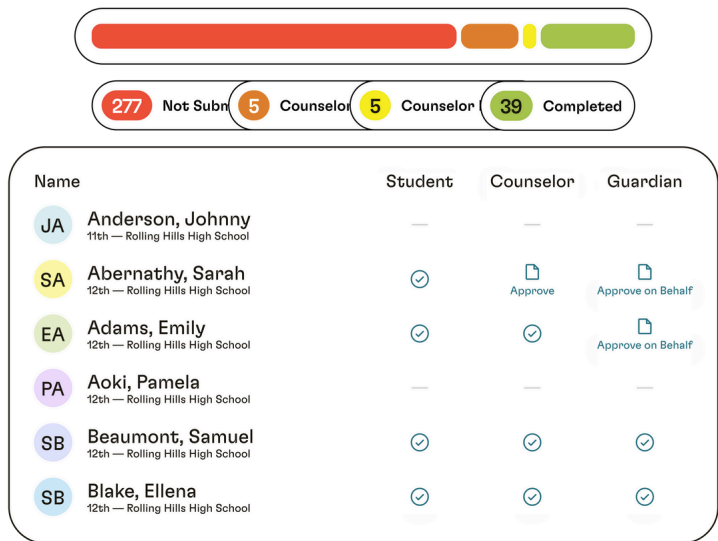 277 Not Subn 5 Counselor 5 Counselor 39 Completed
Name Student Counselor Guardian
JA Anderson, Johnny
11th — Rolling Hills High School
SA Abernathy, Sarah
12th — Rolling Hills High School
Approve Approve on Behalf
EA Adams, Emily
12th — Rolling Hills High School
Approve on Behalf
PA Aoki, Pamela
12th — Rolling Hills High School
SB Beaumont, Samuel
12th — Rolling Hills High School
SB Blake, Ellena
12th — Rolling Hills High School